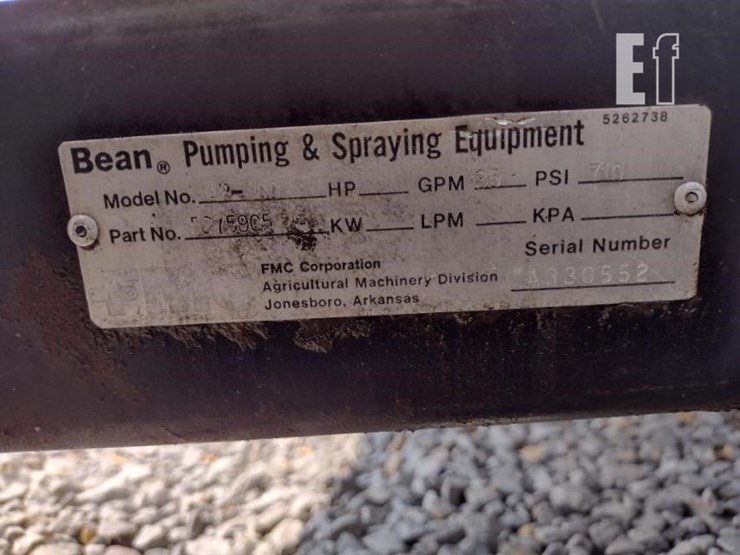 Ef
5262738
Bean® Pumping & Spraying Equipment
Model No. HP GPM PSI
Part No. KW LPM KPA
Serial Number
A330552
FMC Corporation
Agricultural Machinery Division
Jonesboro, Arkansas